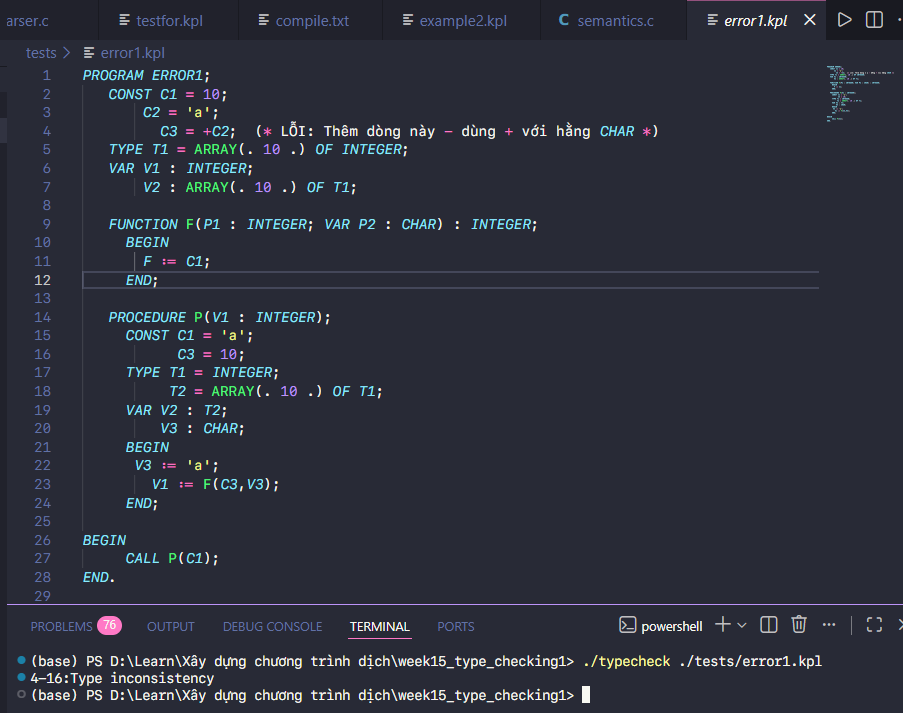 arser.c testfor.kpl compile.txt example2.kpl C semantics.c error1.kpl
tests > error1.kpl
1 PROGRAM ERROR1;
2 CONST C1 = 10;
3 C2 = 'a';
4 C3 = +C2; (* LỖI: Thêm dòng này - dùng + với hằng CHAR *)
5 TYPE T1 = ARRAY(. 10 .) OF INTEGER;
6 VAR V1 : INTEGER;
7 V2 : ARRAY(. 10 .) OF T1;
8
9 FUNCTION F(P1 : INTEGER; VAR P2 : CHAR) : INTEGER;
10 BEGIN
11 F := C1;
12 END;
13
14 PROCEDURE P(V1 : INTEGER);
15 CONST C1 = 'a';
16 C3 = 10;
17 TYPE T1 = INTEGER;
18 T2 = ARRAY(. 10 .) OF T1;
19 VAR V2 : T2;
20 V3 : CHAR;
21 BEGIN
22 V3 := 'a';
23 V1 := F(C3,V3);
24 END;
25
26 BEGIN
27 CALL P(C1);
28 END.
29
PROBLEMS 76 OUTPUT DEBUG CONSOLE TERMINAL PORTS powershell
(base) PS D:\Learn\Xây dựng chương trình dịch\week15_type_checking1> ./typecheck ./tests/error1.kpl
4-16:Type inconsistency
(base) PS D:\Learn\Xây dựng chương trình dịch\week15_type_checking1>